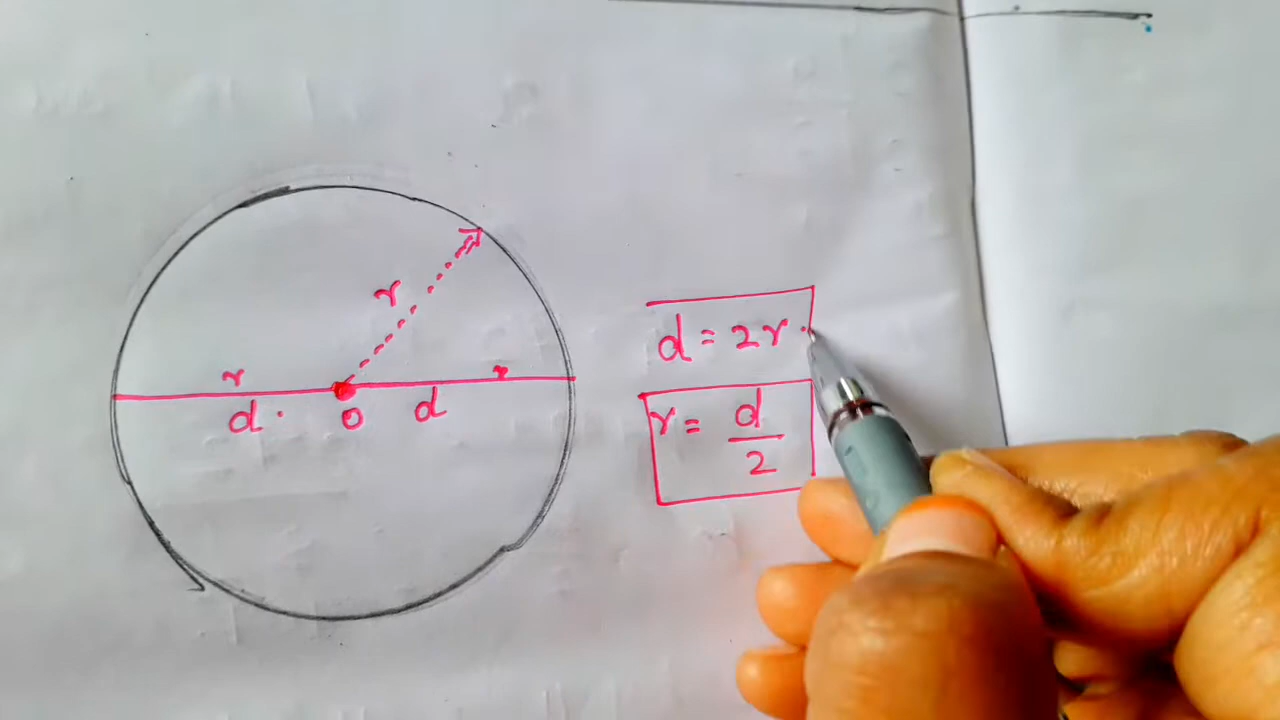 r
r r
d . O d
d = 2r .
r = d/2